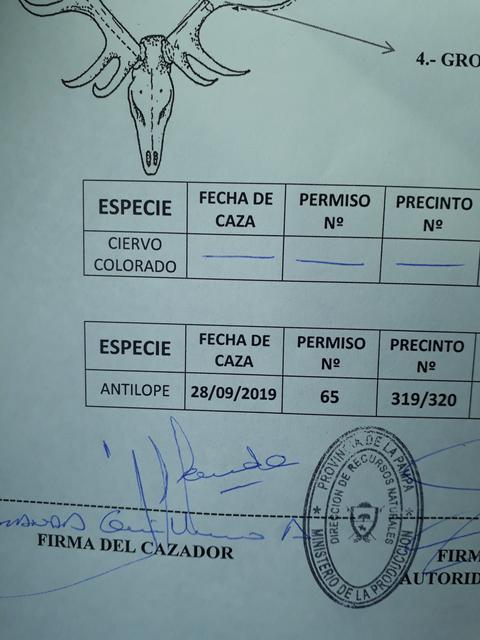 4.- GRO
ESPECIE FECHA DE CAZA PERMISO Nº PRECINTO Nº
CIERVO COLORADO
ESPECIE FECHA DE CAZA PERMISO Nº PRECINTO Nº
ANTILOPE 28/09/2019 65 319/320
PROVINCIA DE LA PAMPA
DIRECCION DE RECURSOS NATURALES
MINISTERIO DE LA PRODUCCION
FIRMA DEL CAZADOR
FIRM
AUTORID